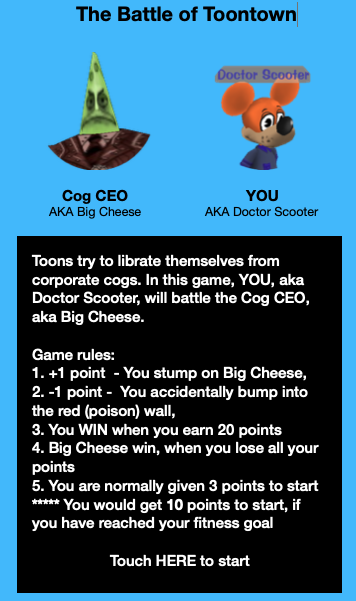 The Battle of Toontown
Doctor Scooter
Cog CEO
AKA Big Cheese
YOU
AKA Doctor Scooter
Toons try to librate themselves from
corporate cogs. In this game, YOU, aka
Doctor Scooter, will battle the Cog CEO,
aka Big Cheese.
Game rules:
1. +1 point  - You stump on Big Cheese,
2. -1 point -  You accidentally bump into
the red (poison) wall,
3. You WIN when you earn 20 points
4. Big Cheese win, when you lose all your
points
5. You are normally given 3 points to start
***** You would get 10 points to start, if
you have reached your fitness goal
Touch HERE to start